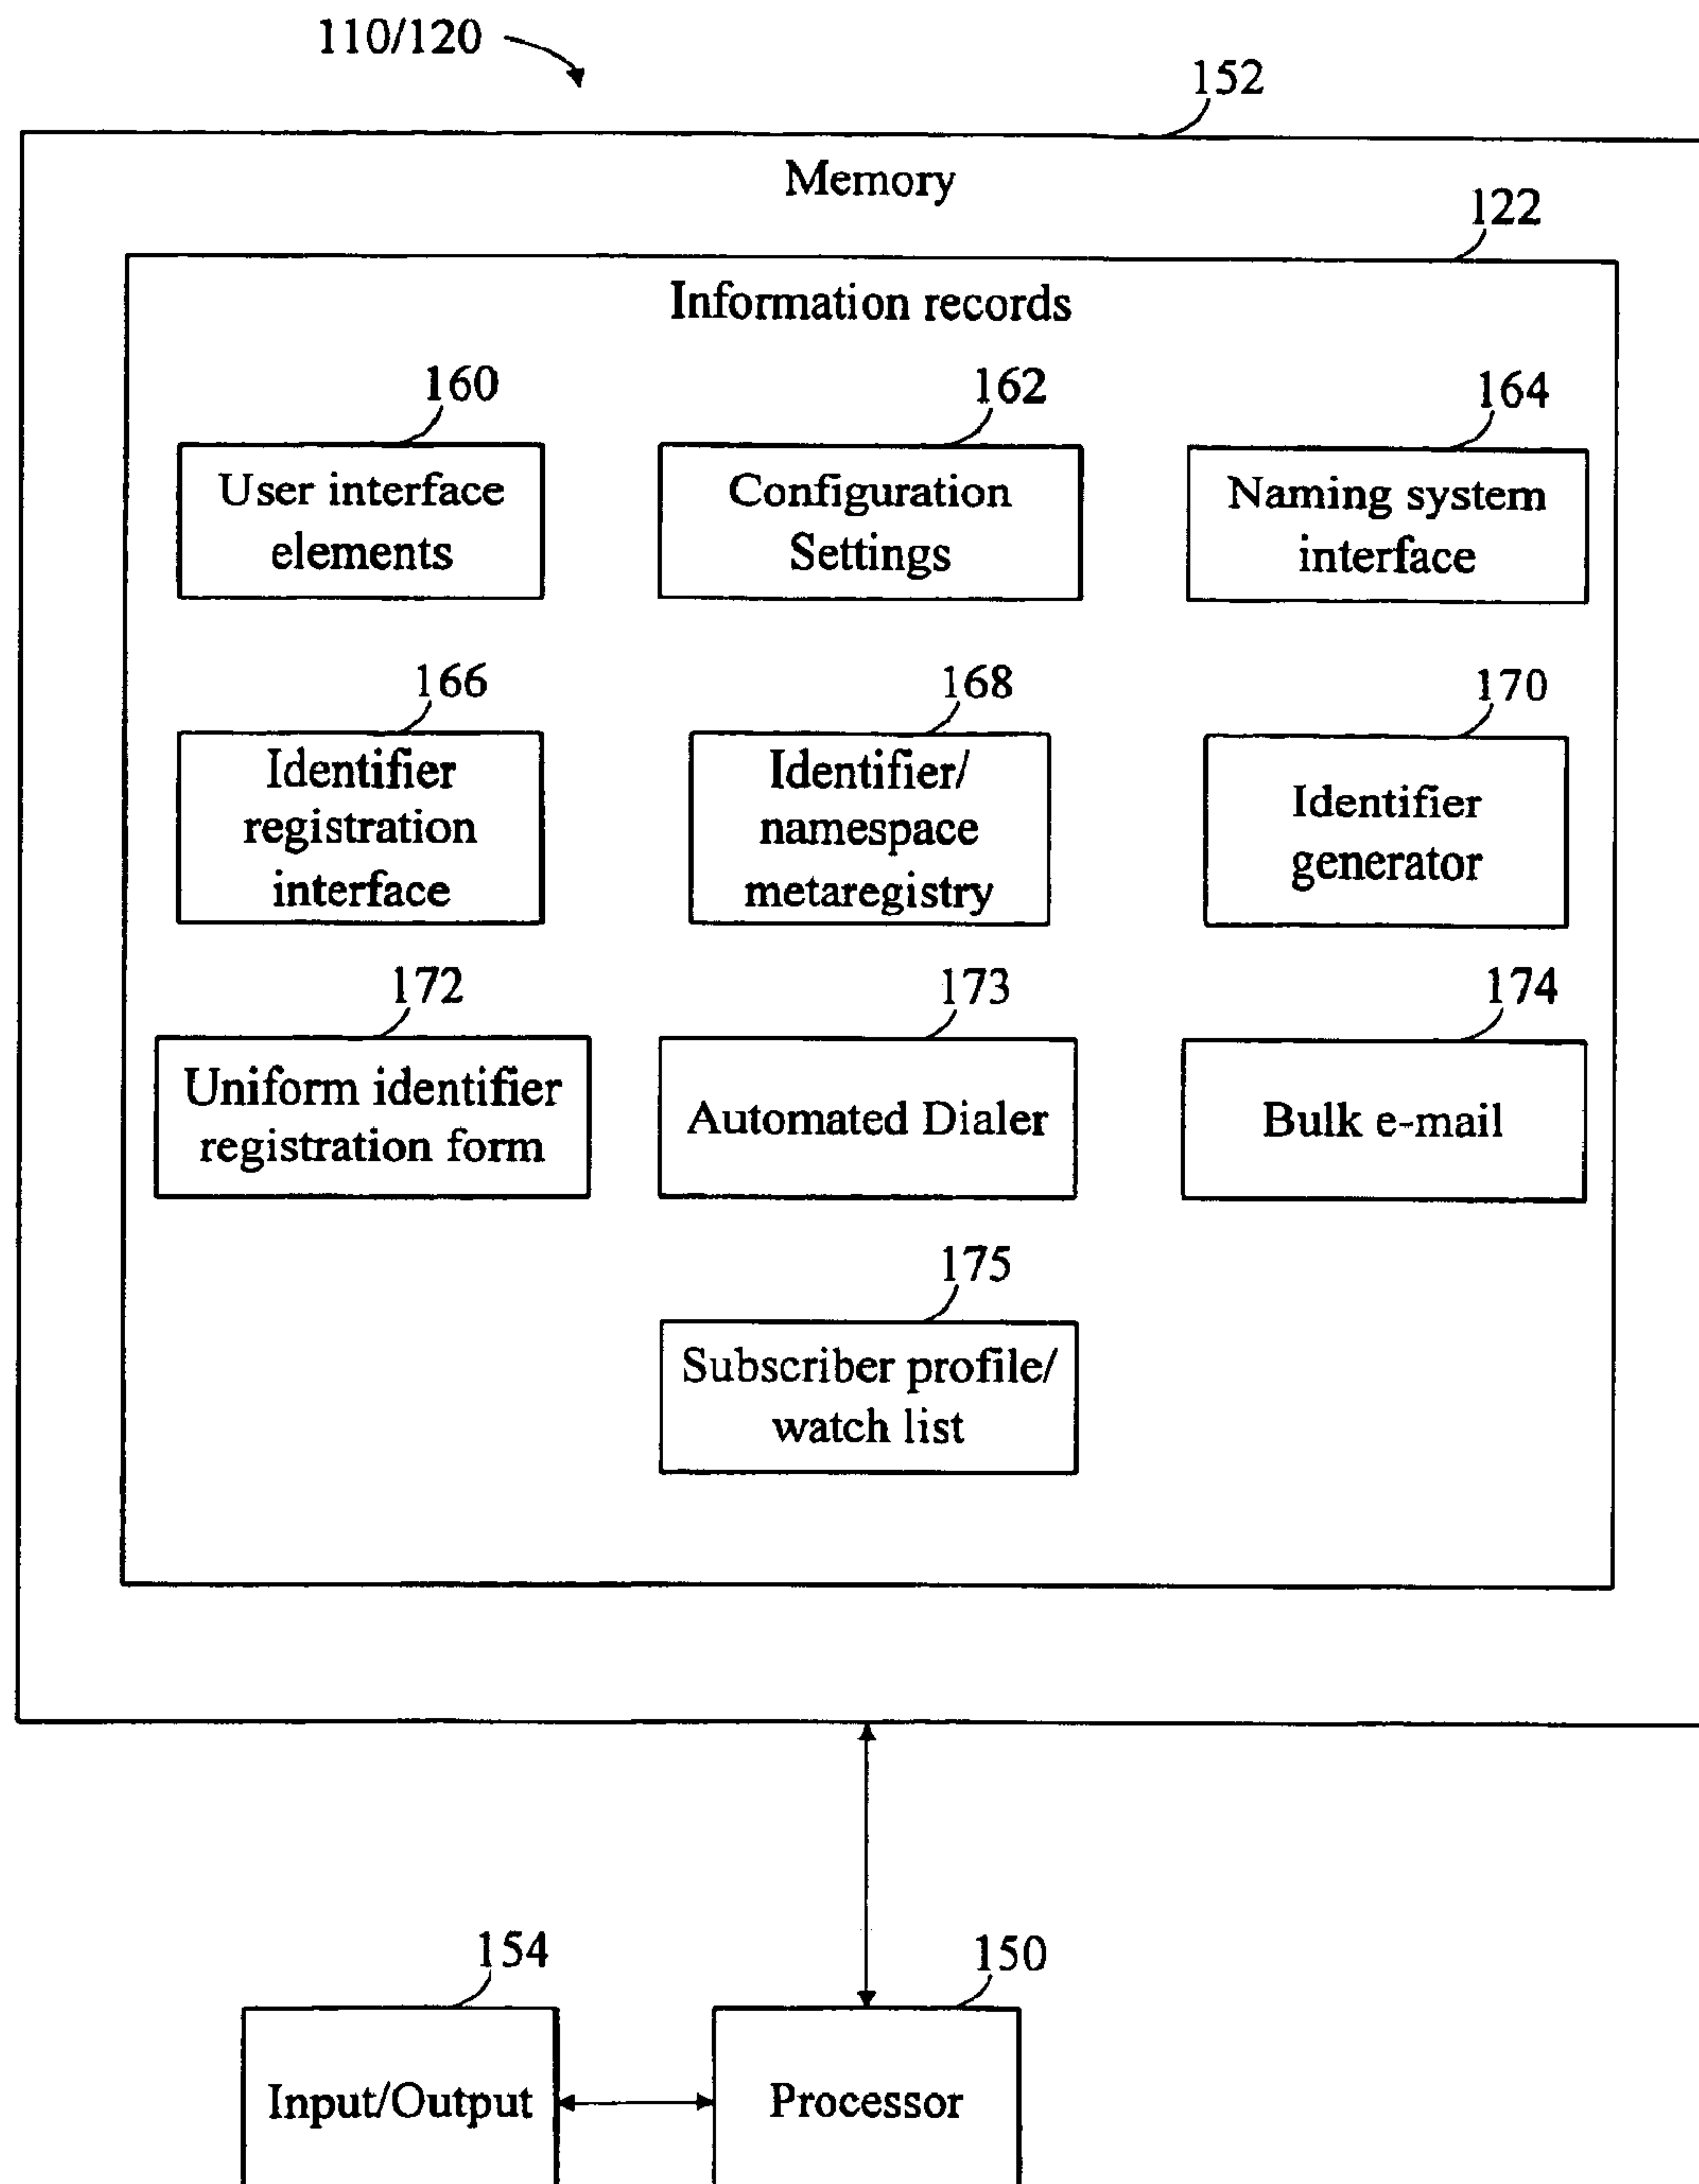 110/120
152
Memory
122
Information records
160
162
164
User interface
elements
Configuration
Settings
Naming system
interface
166
168
170
Identifier
registration
interface
Identifier/
namespace
metaregistry
Identifier
generator
172
173
174
Uniform identifier
registration form
Automated Dialer
Bulk e-mail
175
Subscriber profile/
watch list
154
150
Input/Output
Processor